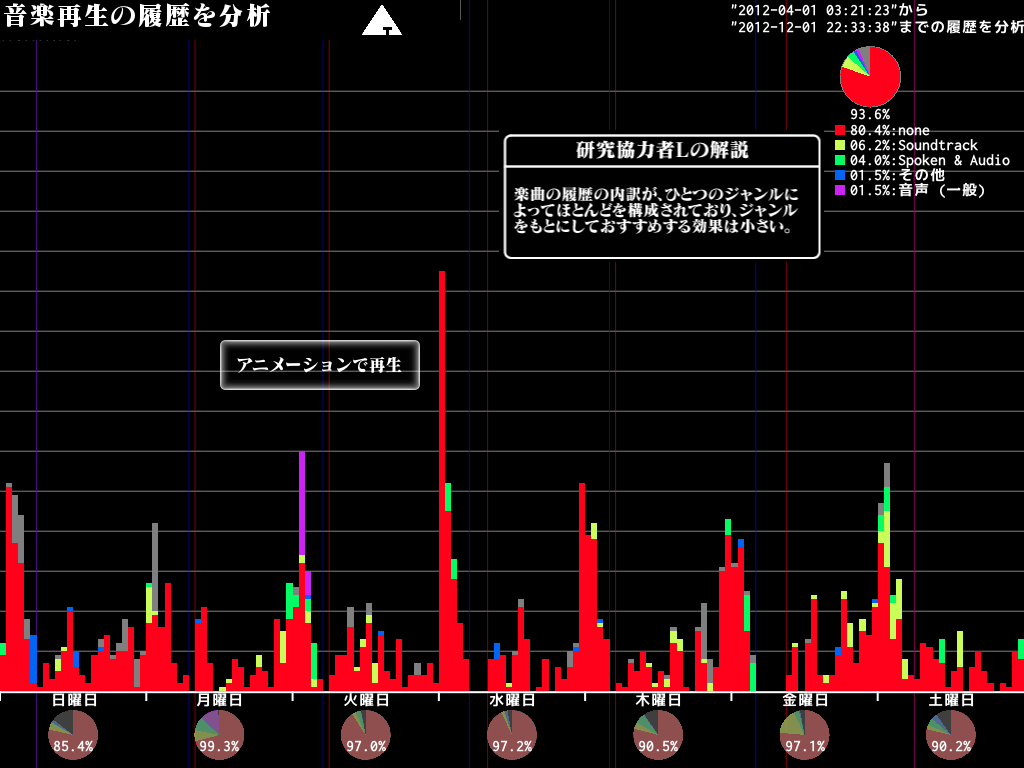 音楽再生の履歴を分析
"2012-04-01 03:21:23"から
"2012-12-01 22:33:38"までの履歴を分析
93.6%
80.4%:none
06.2%:Soundtrack
04.0%:Spoken & Audio
01.5%:その他
01.5%:音声 (一般)
研究協力者Lの解説
楽曲の履歴の内訳が、ひとつのジャンルに
よってほとんどを構成されており、ジャンル
をもとにしておすすめする効果は小さい。
アニメーションで再生
日曜日 月曜日 火曜日 水曜日 木曜日 金曜日 土曜日
85.4% 99.3% 97.0% 97.2% 90.5% 97.1% 90.2%